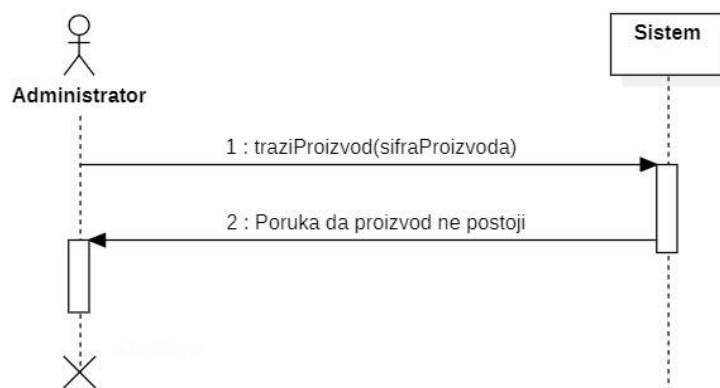 Sistem
Administrator
1 : traziProizvod(sifraProizvoda)
2 : Poruka da proizvod ne postoji